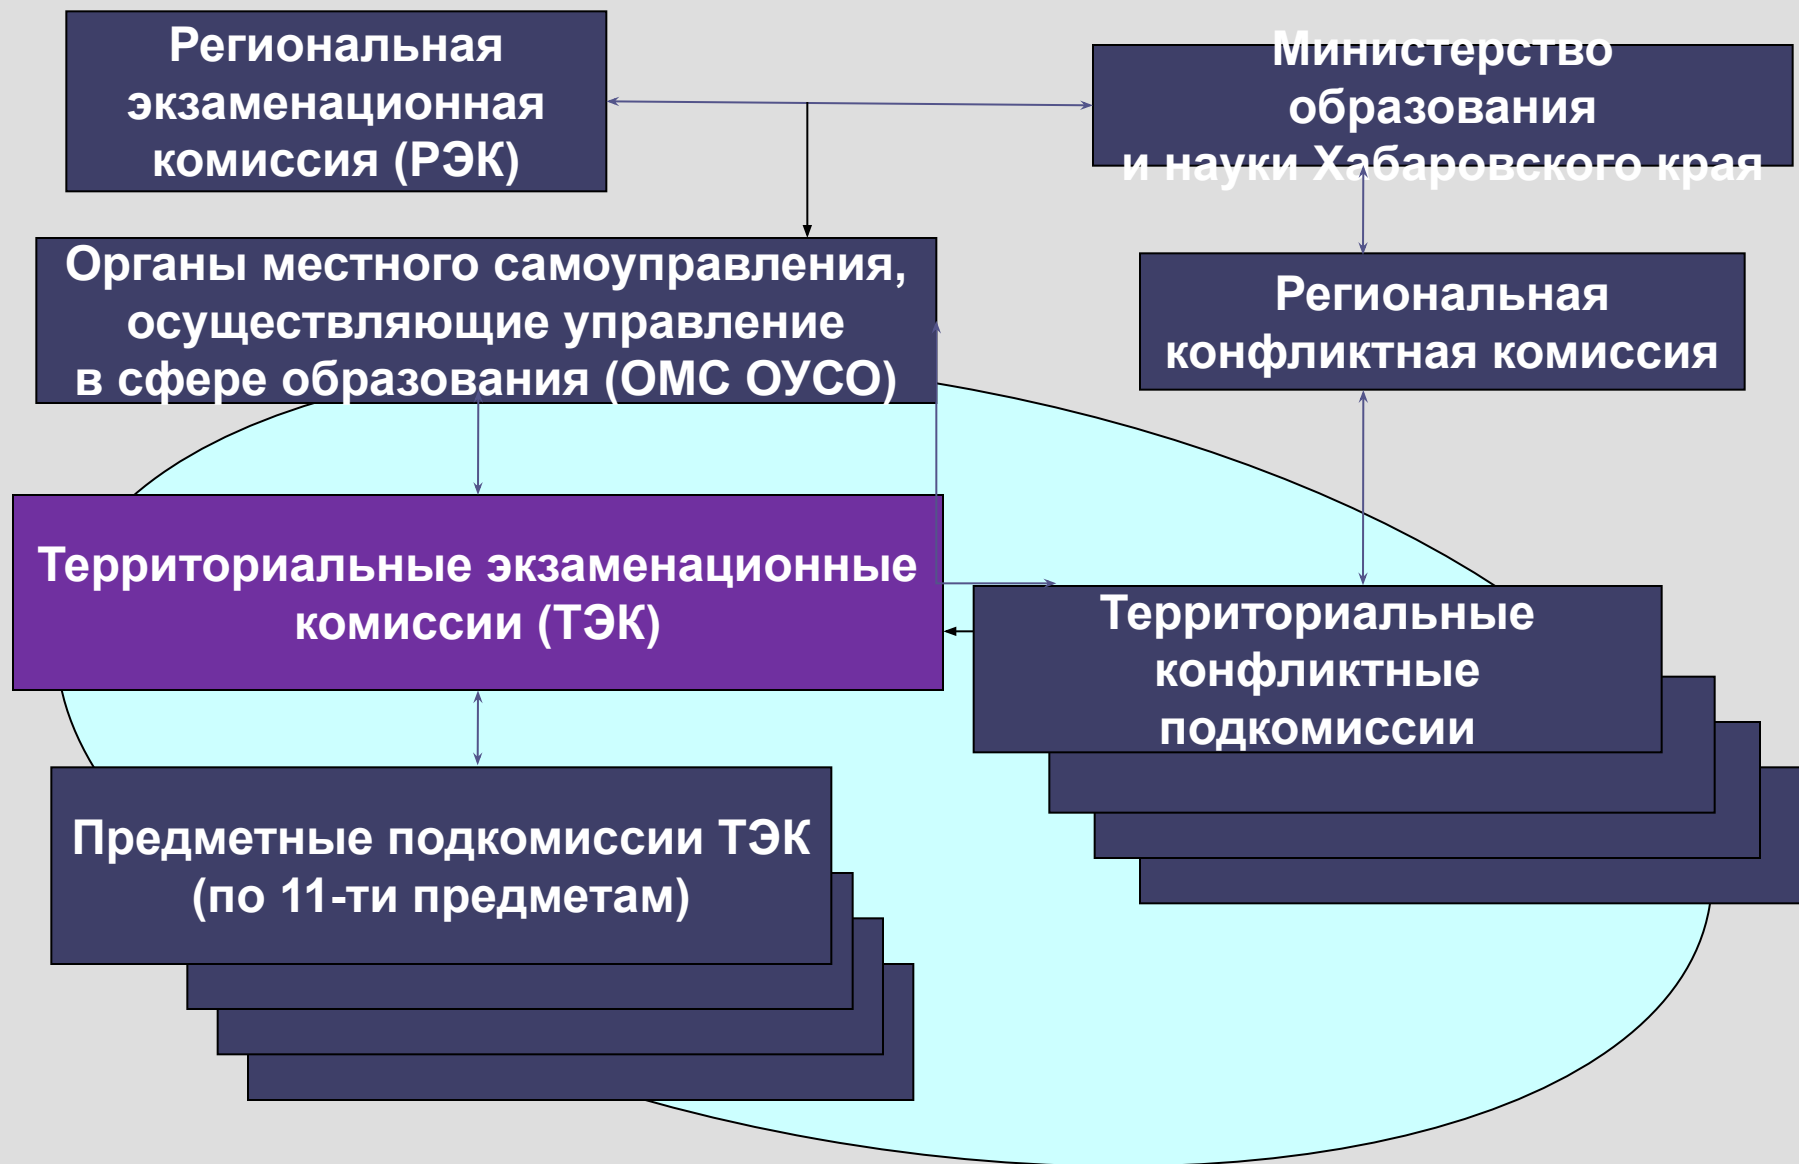 Региональная
экзаменационная
комиссия (РЭК)
Министерство
образования
и науки Хабаровского края
Органы местного самоуправления,
осуществляющие управление
в сфере образования (ОМС ОУСО)
Региональная
конфликтная комиссия
Территориальные экзаменационные
комиссии (ТЭК)
Территориальные
конфликтные
подкомиссии
Предметные подкомиссии ТЭК
(по 11-ти предметам)